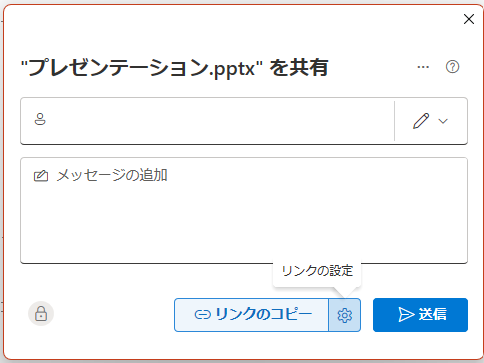 "プレゼンテーション.pptx" を共有
メッセージの追加
リンクの設定
リンクのコピー
送信